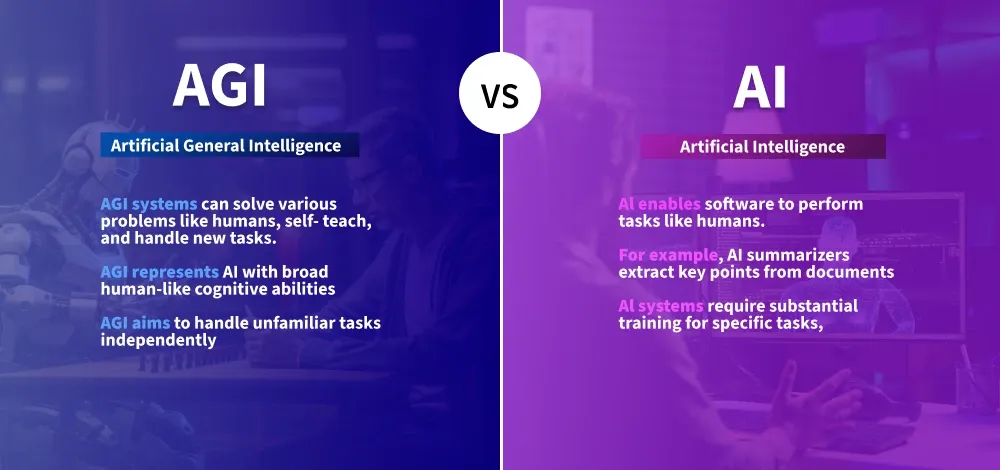 AGI
Artificial General Intelligence
AGI systems can solve various
problems like humans, self- teach,
and handle new tasks.
AGI represents AI with broad
human-like cognitive abilities
AGI aims to handle unfamiliar tasks
independently
VS
AI
Artificial Intelligence
AI enables software to perform
tasks like humans.
For example, AI summarizers
extract key points from documents
AI systems require substantial
training for specific tasks,